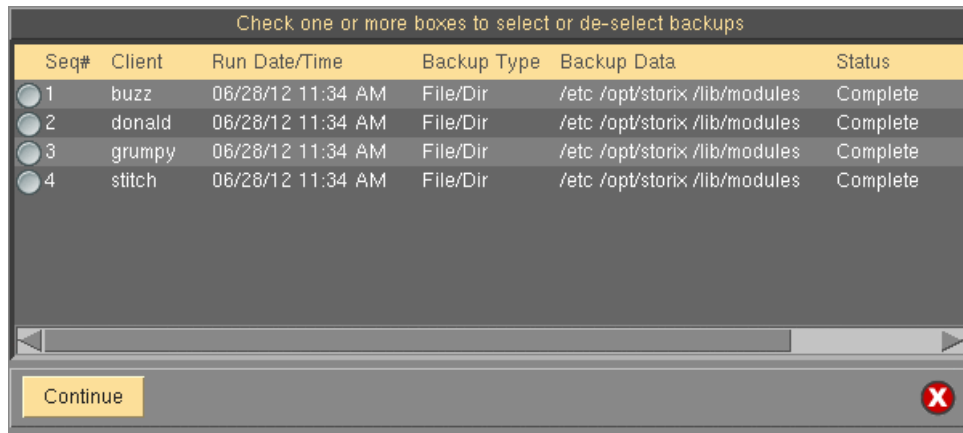 Check one or more boxes to select or de-select backups
Seq# Client Run Date/Time Backup Type Backup Data Status
1 buzz 06/28/12 11:34 AM File/Dir /etc /opt/storix /lib/modules Complete
2 donald 06/28/12 11:34 AM File/Dir /etc /opt/storix /lib/modules Complete
3 grumpy 06/28/12 11:34 AM File/Dir /etc /opt/storix /lib/modules Complete
4 stitch 06/28/12 11:34 AM File/Dir /etc /opt/storix /lib/modules Complete
Continue